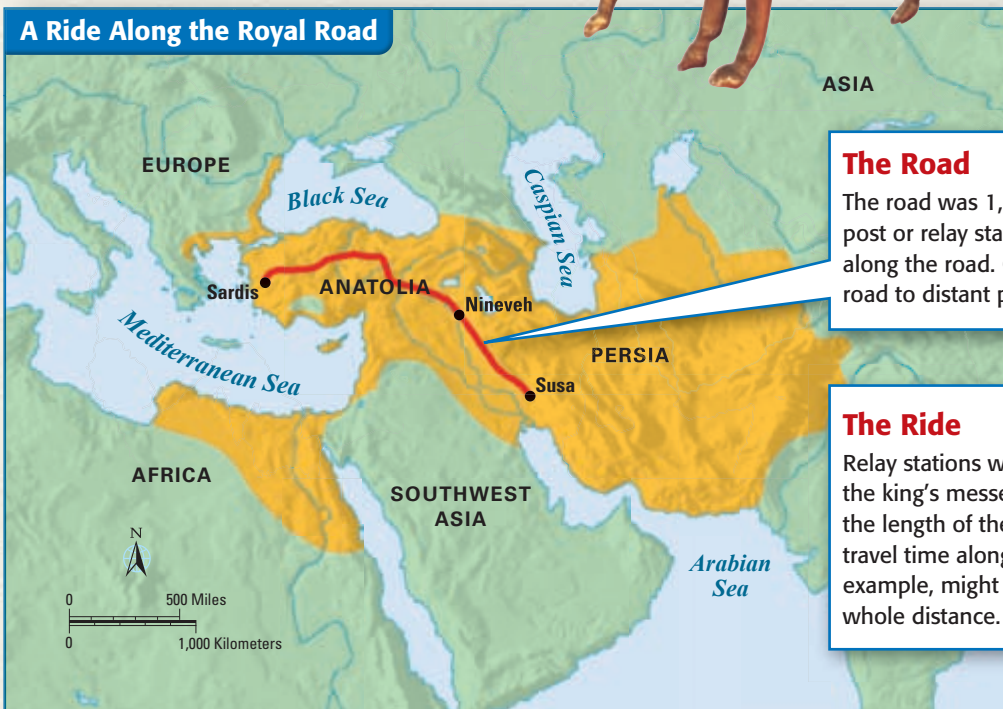 A Ride Along the Royal Road
ASIA
EUROPE
Black Sea
Caspian Sea
The Road
The road was 1,
post or relay sta
along the road.
road to distant p
Sardis
ANATOLIA
Nineveh
Mediterranean Sea
PERSIA
Susa
The Ride
Relay stations w
the king's messe
the length of the
travel time along
example, might
whole distance.
AFRICA
SOUTHWEST
ASIA
Arabian
Sea
N
0 500 Miles
0 1,000 Kilometers